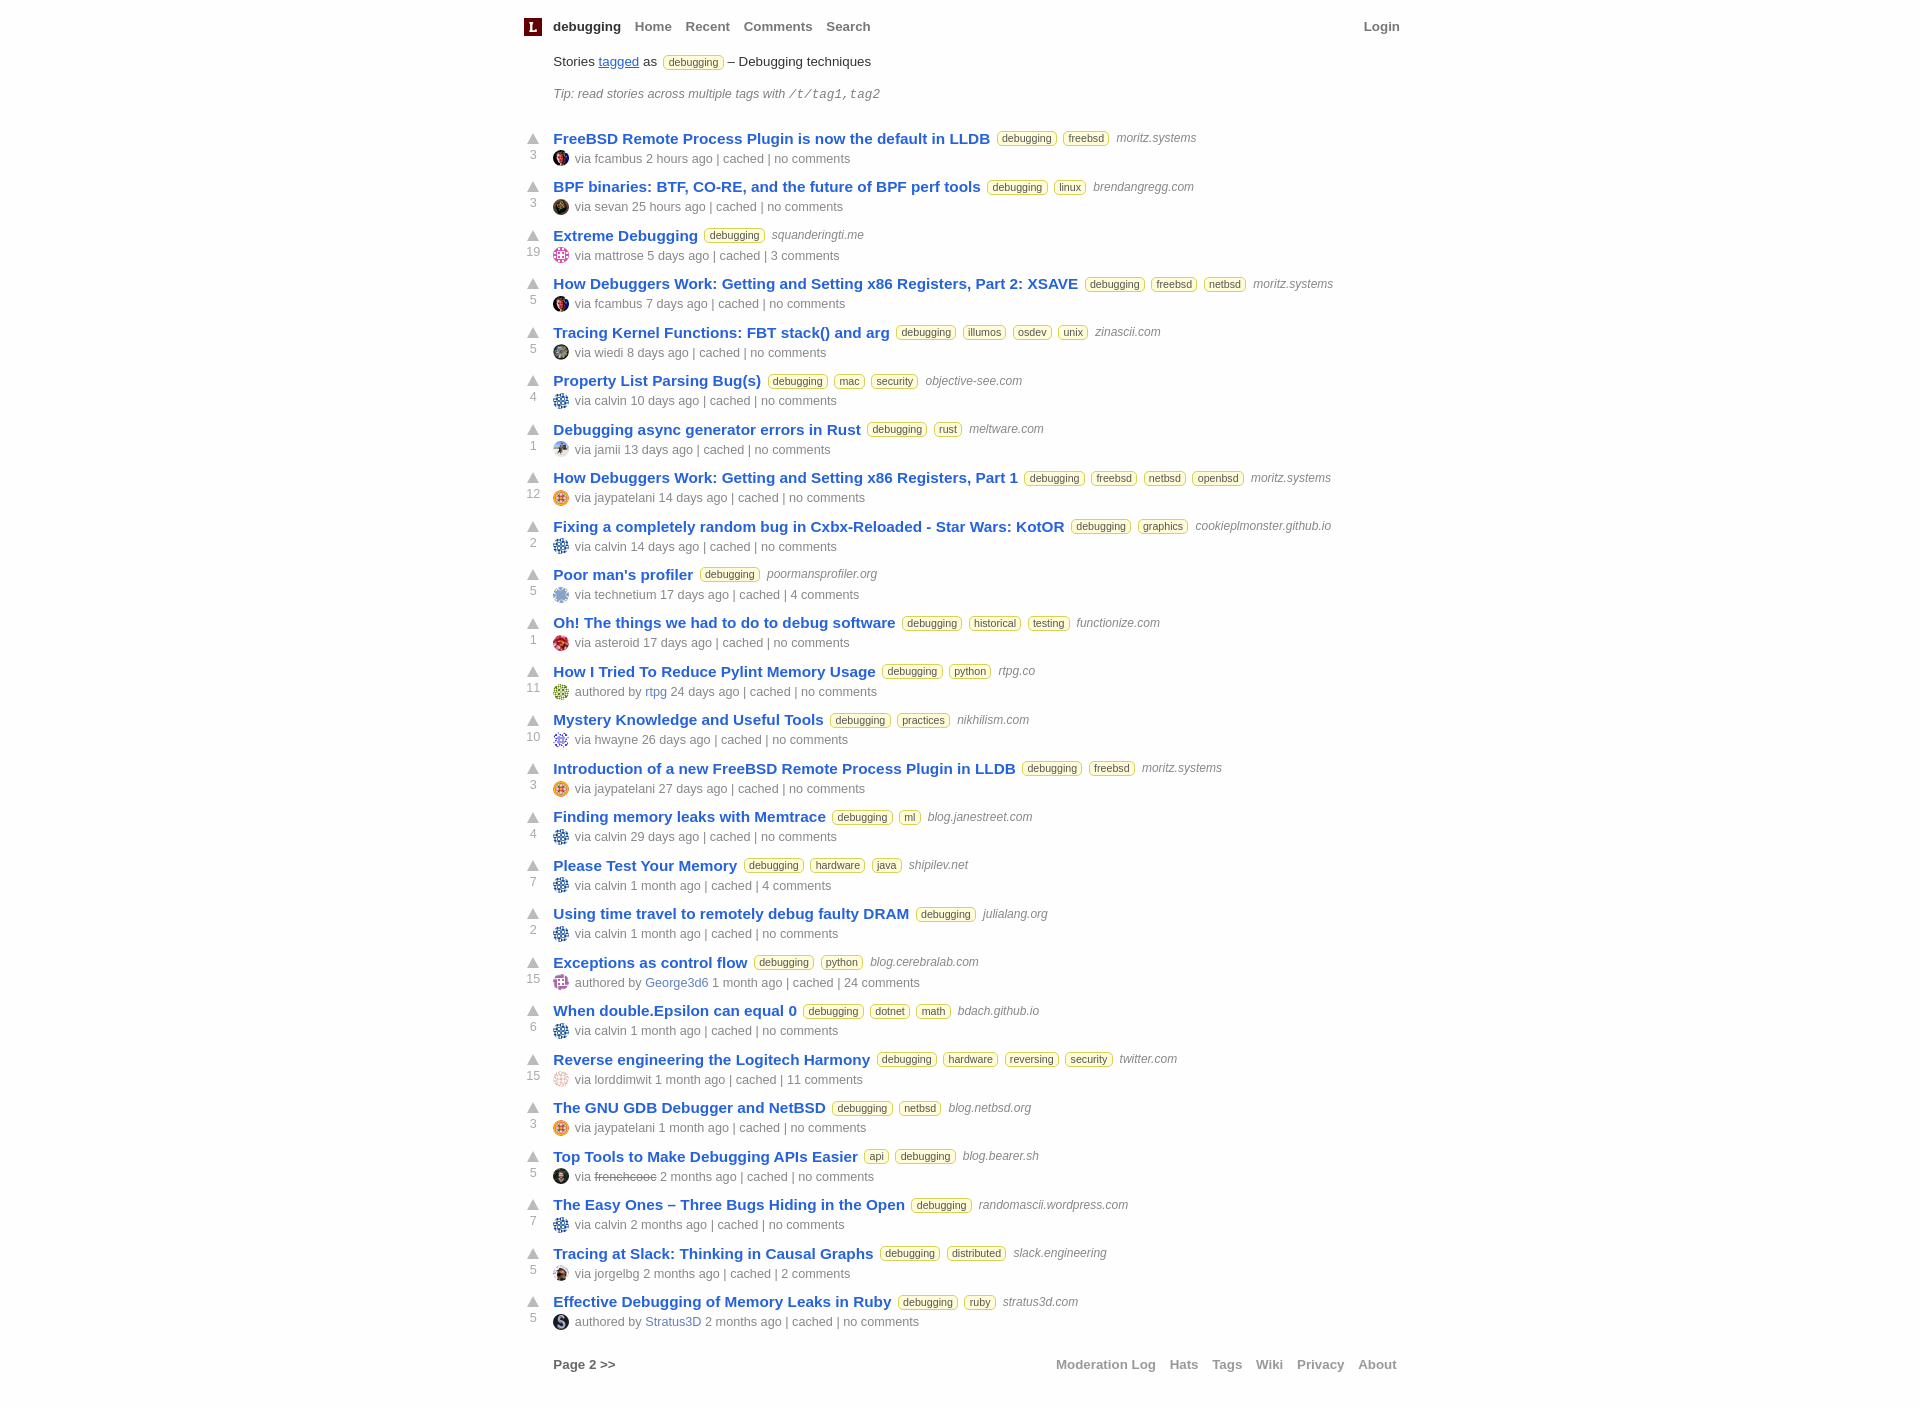 L debugging Home Recent Comments Search Login
Stories tagged as debugging – Debugging techniques
Tip: read stories across multiple tags with /t/tag1,tag2
FreeBSD Remote Process Plugin is now the default in LLDB debugging freebsd moritz.systems
3 via fcambus 2 hours ago | cached | no comments
BPF binaries: BTF, CO-RE, and the future of BPF perf tools debugging linux brendangregg.com
3 via sevan 25 hours ago | cached | no comments
Extreme Debugging debugging squanderingti.me
19 via mattrose 5 days ago | cached | 3 comments
How Debuggers Work: Getting and Setting x86 Registers, Part 2: XSAVE debugging freebsd netbsd moritz.systems
5 via fcambus 7 days ago | cached | no comments
Tracing Kernel Functions: FBT stack() and arg debugging illumos osdev unix zinascii.com
5 via wiedi 8 days ago | cached | no comments
Property List Parsing Bug(s) debugging mac security objective-see.com
4 via calvin 10 days ago | cached | no comments
Debugging async generator errors in Rust debugging rust meltware.com
1 via jamii 13 days ago | cached | no comments
How Debuggers Work: Getting and Setting x86 Registers, Part 1 debugging freebsd netbsd openbsd moritz.systems
12 via jaypatelani 14 days ago | cached | no comments
Fixing a completely random bug in Cxbx-Reloaded - Star Wars: KotOR debugging graphics cookieplmonster.github.io
2 via calvin 14 days ago | cached | no comments
Poor man's profiler debugging poormansprofiler.org
5 via technetium 17 days ago | cached | 4 comments
Oh! The things we had to do to debug software debugging historical testing functionize.com
1 via asteroid 17 days ago | cached | no comments
How I Tried To Reduce Pylint Memory Usage debugging python rtpg.co
11 authored by rtpg 24 days ago | cached | no comments
Mystery Knowledge and Useful Tools debugging practices nikhilism.com
10 via hwayne 26 days ago | cached | no comments
Introduction of a new FreeBSD Remote Process Plugin in LLDB debugging freebsd moritz.systems
3 via jaypatelani 27 days ago | cached | no comments
Finding memory leaks with Memtrace debugging ml blog.janestreet.com
4 via calvin 29 days ago | cached | no comments
Please Test Your Memory debugging hardware java shipilev.net
7 via calvin 1 month ago | cached | 4 comments
Using time travel to remotely debug faulty DRAM debugging julialang.org
2 via calvin 1 month ago | cached | no comments
Exceptions as control flow debugging python blog.cerebralab.com
15 authored by George3d6 1 month ago | cached | 24 comments
When double.Epsilon can equal 0 debugging dotnet math bdach.github.io
6 via calvin 1 month ago | cached | no comments
Reverse engineering the Logitech Harmony debugging hardware reversing security twitter.com
15 via lorddimwit 1 month ago | cached | 11 comments
The GNU GDB Debugger and NetBSD debugging netbsd blog.netbsd.org
3 via jaypatelani 1 month ago | cached | no comments
Top Tools to Make Debugging APIs Easier api debugging blog.bearer.sh
5 via frenchcooc 2 months ago | cached | no comments
The Easy Ones – Three Bugs Hiding in the Open debugging randomascii.wordpress.com
7 via calvin 2 months ago | cached | no comments
Tracing at Slack: Thinking in Causal Graphs debugging distributed slack.engineering
5 via jorgelbg 2 months ago | cached | 2 comments
Effective Debugging of Memory Leaks in Ruby debugging ruby stratus3d.com
5 authored by Stratus3D 2 months ago | cached | no comments
Page 2 >> Moderation Log Hats Tags Wiki Privacy About